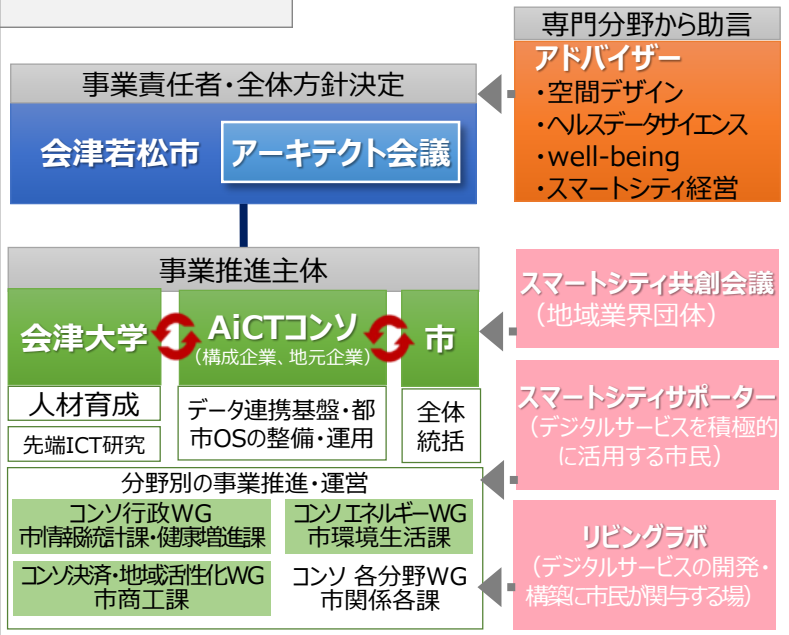 専門分野から助言
アドバイザー
・空間デザイン
・ヘルスデータサイエンス
・well-being
・スマートシティ経営
事業責任者・全体方針決定
会津若松市
アーキテクト会議
事業推進主体
会津大学
AiCTコンソ
(構成企業、地元企業)
市
人材育成
先端ICT研究
データ連携基盤・都
市OSの整備・運用
全体
統括
分野別の事業推進・運営
コンソ行政WG
市情報統計課・健康増進課
コンソエネルギーWG
市環境生活課
コンソ決済・地域活性化WG
市商工課
コンソ 各分野WG
市関係各課
スマートシティ共創会議
（地域業界団体）
スマートシティサポーター
（デジタルサービスを積極的
に活用する市民）
リビングラボ
（デジタルサービスの開発・
構築に市民が関与する場）